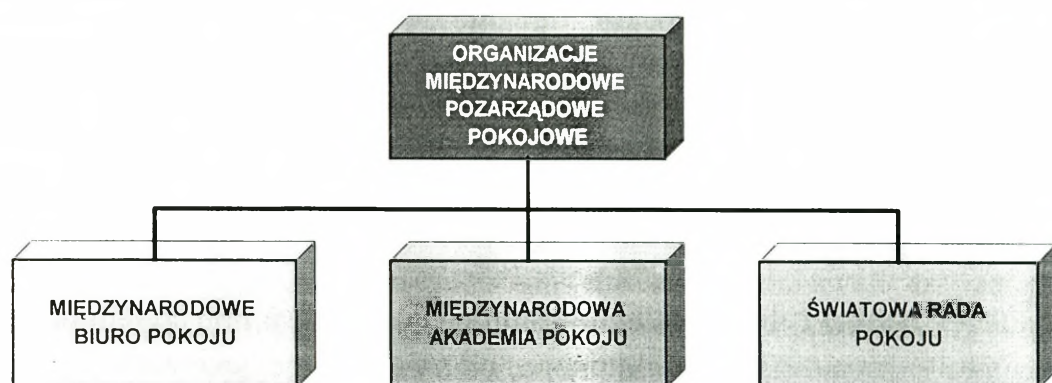 ORGANIZACJE
MIĘDZYNARODOWE
POZARZĄDOWE
POKOJOWE
MIĘDZYNARODOWE
BIURO POKOJU
MIĘDZYNARODOWA
AKADEMIA POKOJU
ŚWIATOWA RADA
POKOJU